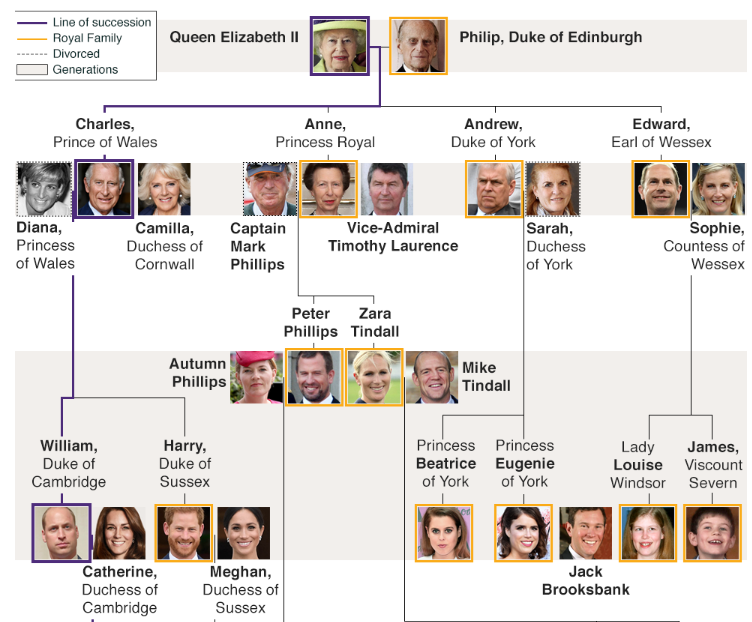 Line of succession
Royal Family
Divorced
Generations
Queen Elizabeth II
Philip, Duke of Edinburgh
Charles,
Prince of Wales
Anne,
Princess Royal
Andrew,
Duke of York
Edward,
Earl of Wessex
Diana,
Princess
of Wales
Camilla,
Duchess of
Cornwall
Captain
Mark
Phillips
Vice-Admiral
Timothy Laurence
Sarah,
Duchess
of York
Sophie,
Countess of
Wessex
Peter
Phillips
Zara
Tindall
Autumn
Phillips
Mike
Tindall
William,
Duke of
Cambridge
Harry,
Duke of
Sussex
Princess
Beatrice
of York
Princess
Eugenie
of York
Lady
Louise
Windsor
James,
Viscount
Severn
Catherine,
Duchess of
Cambridge
Meghan,
Duchess of
Sussex
Jack
Brooksbank